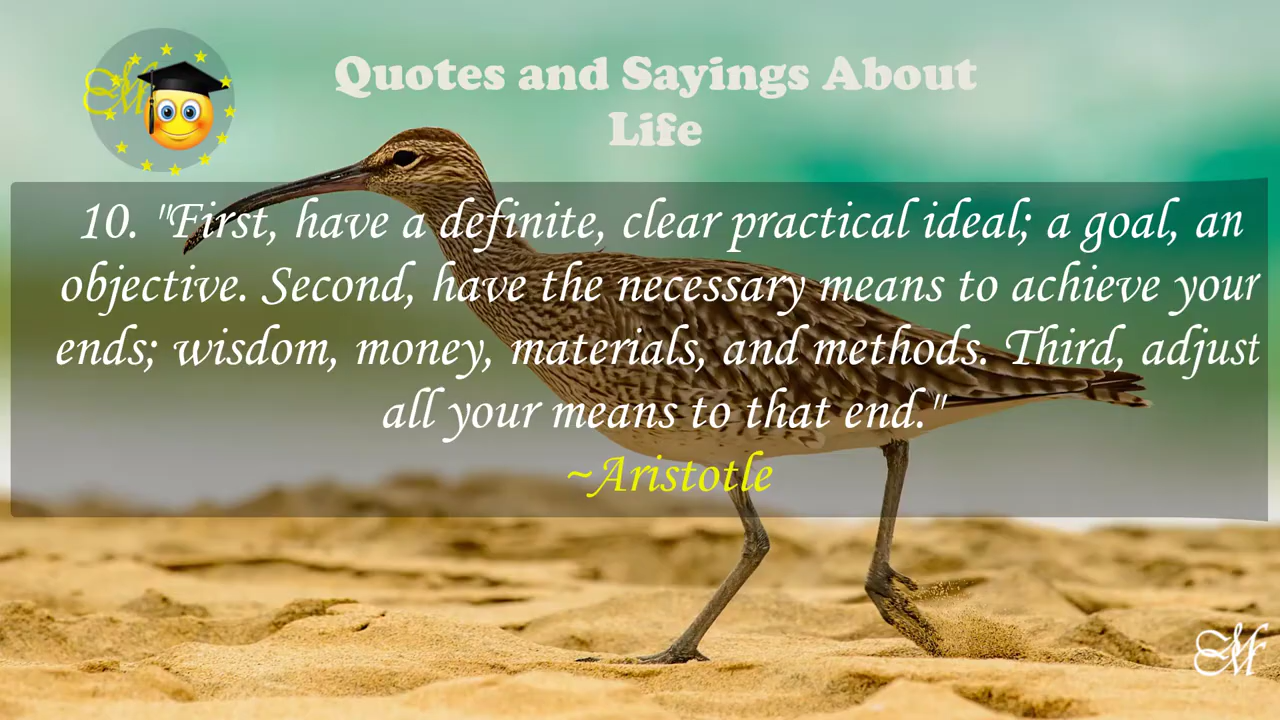 Quotes and Sayings About
Life
10. "First, have a definite, clear practical ideal; a goal, an
objective. Second, have the necessary means to achieve your
ends; wisdom, money, materials, and methods. Third, adjust
all your means to that end."
~Aristotle